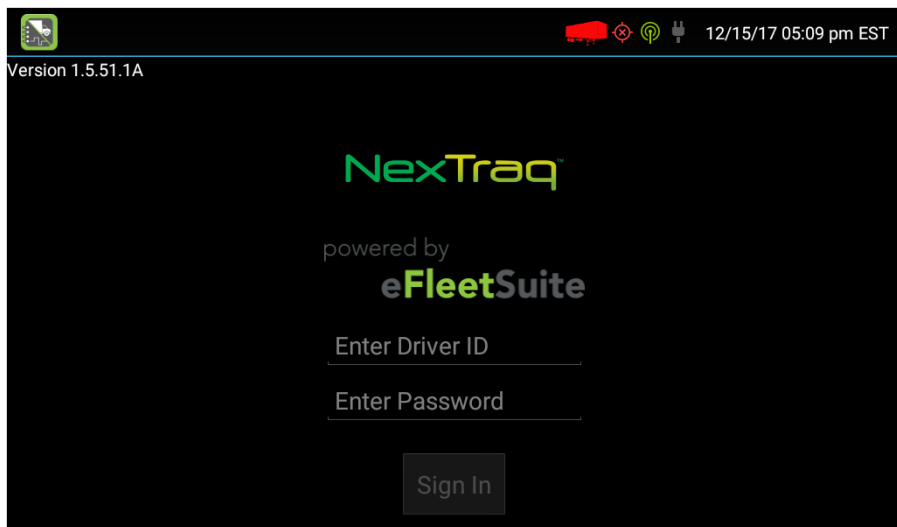 12/15/17 05:09 pm EST
Version 1.5.51.1A
NexTraq™
powered by
eFleetSuite
Enter Driver ID
Enter Password
Sign In